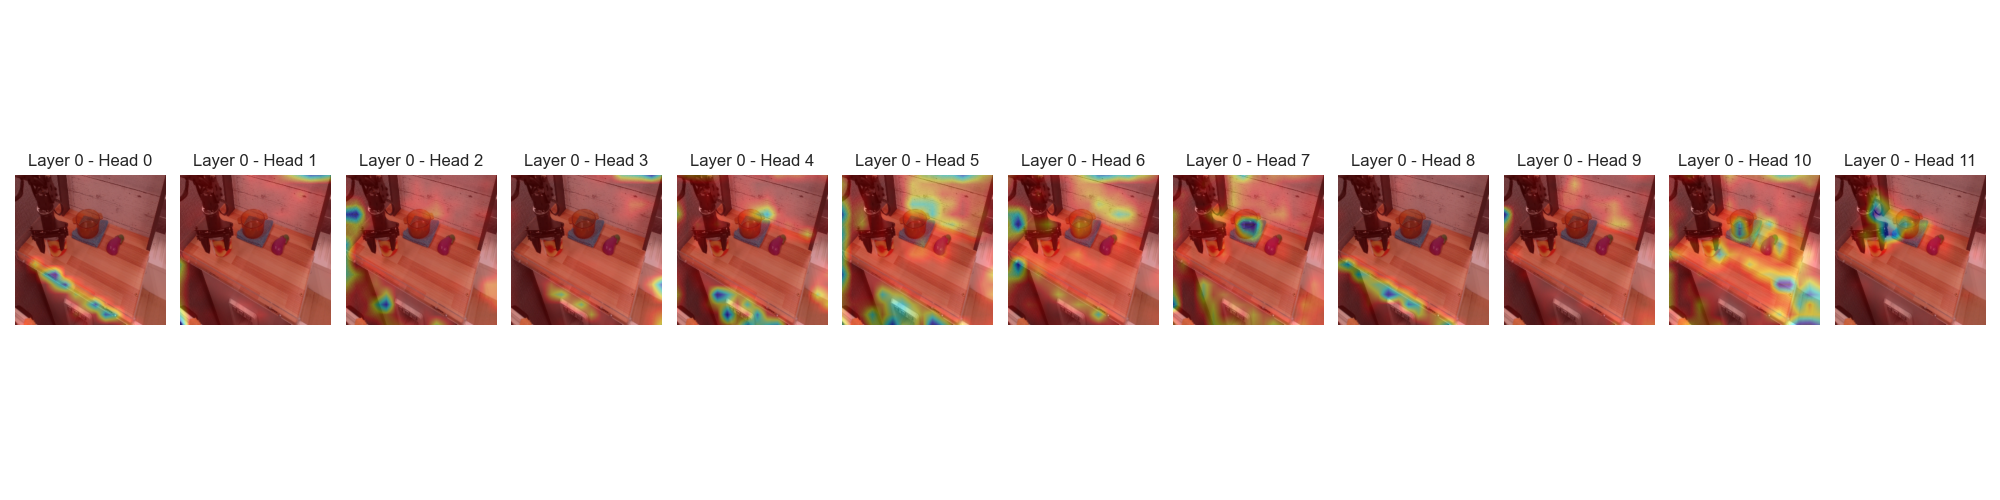 Layer 0 - Head 0
Layer 0 - Head 1
Layer 0 - Head 2
Layer 0 - Head 3
Layer 0 - Head 4
Layer 0 - Head 5
Layer 0 - Head 6
Layer 0 - Head 7
Layer 0 - Head 8
Layer 0 - Head 9
Layer 0 - Head 10
Layer 0 - Head 11